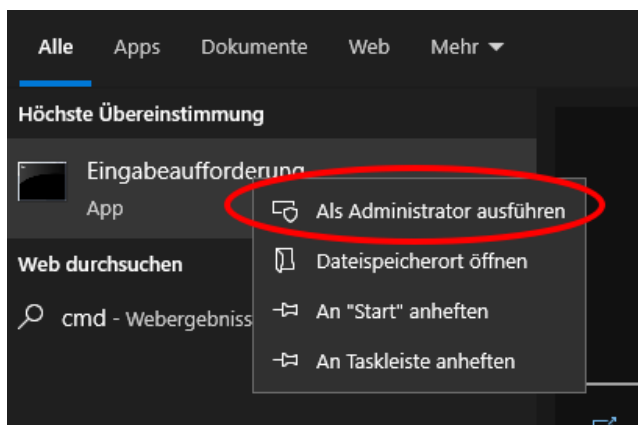 Alle Apps Dokumente Web Mehr
Höchste Übereinstimmung
Eingabeaufforderung
App
Als Administrator ausführen
Dateispeicherort öffnen
Web durchsuchen
cmd - Webergebniss
An "Start" anheften
An Taskleiste anheften